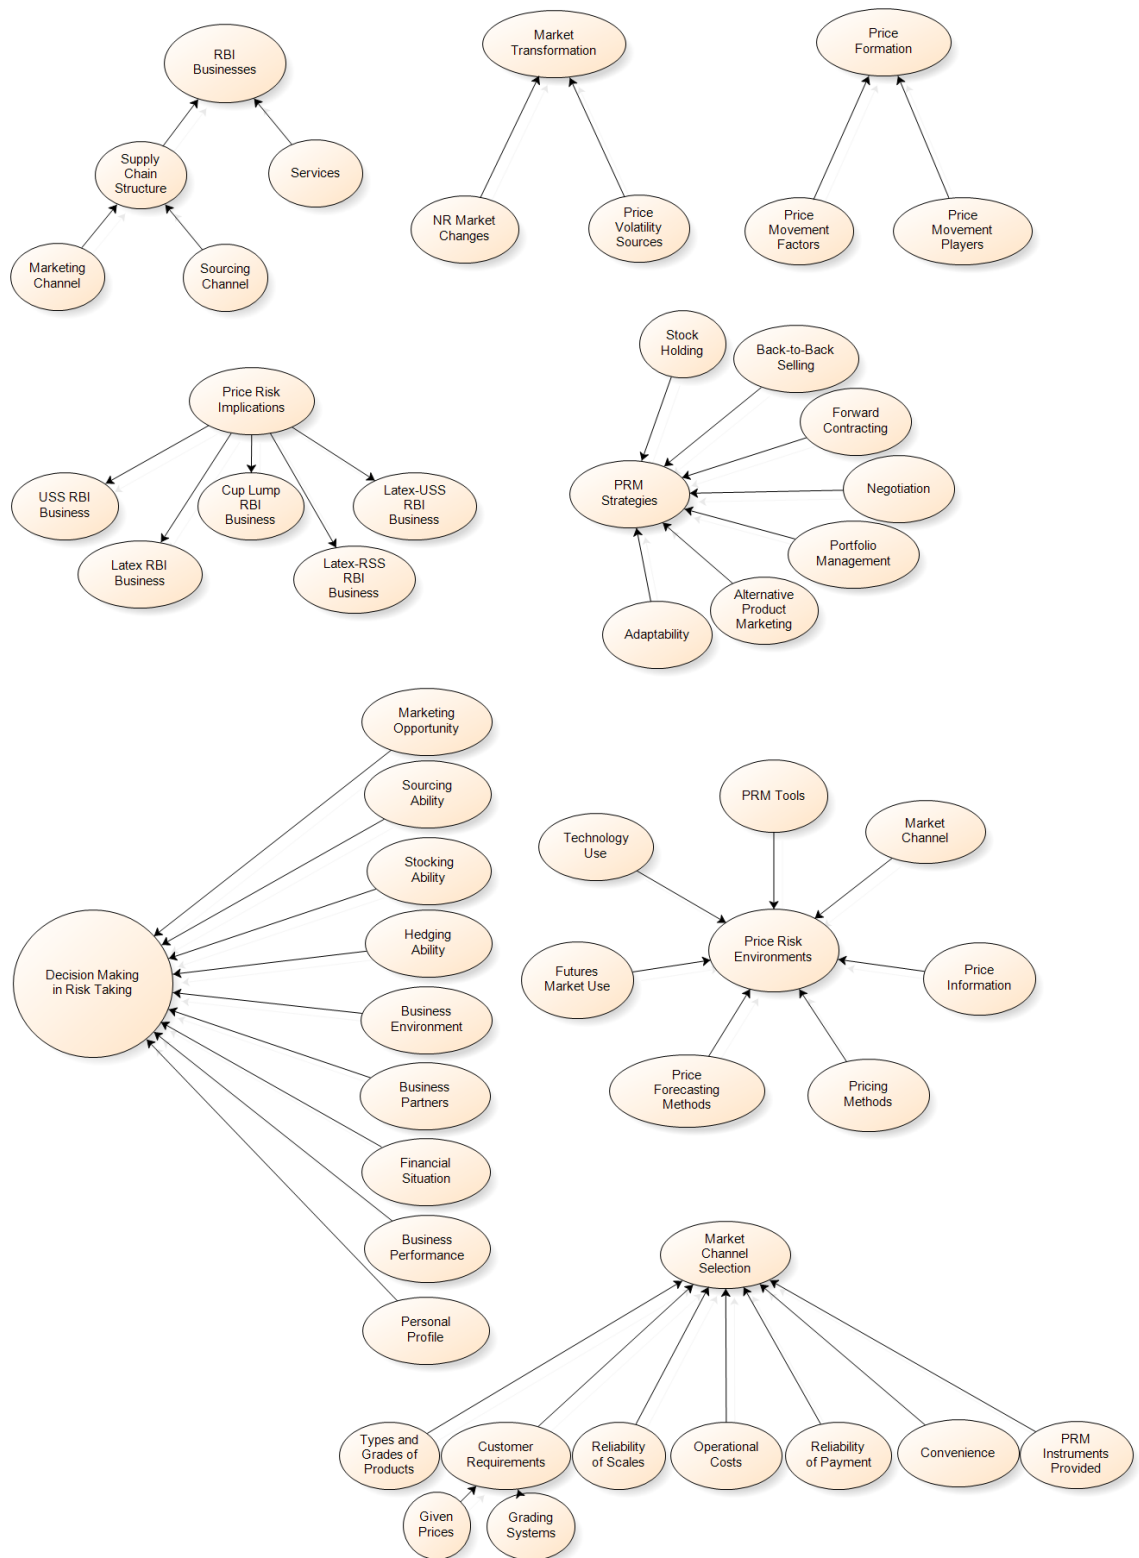 RBI
Businesses
Supply
Chain
Structure
Services
Marketing
Channel
Sourcing
Channel
Market
Transformation
NR Market
Changes
Price
Volatility
Sources
Price
Formation
Price
Movement
Factors
Price
Movement
Players
Price Risk
Implications
USS RBI
Business
Latex RBI
Business
Cup Lump
RBI
Business
Latex-RSS
RBI
Business
Latex-USS
RBI
Business
Stock
Holding
Back-to-Back
Selling
Forward
Contracting
Negotiation
Portfolio
Management
Alternative
Product
Marketing
Adaptability
PRM
Strategies
Marketing
Opportunity
Sourcing
Ability
Stocking
Ability
Hedging
Ability
Business
Environment
Business
Partners
Financial
Situation
Business
Performance
Personal
Profile
Decision Making
in Risk Taking
PRM Tools
Market
Channel
Technology
Use
Price Risk
Environments
Futures
Market Use
Price
Information
Price
Forecasting
Methods
Pricing
Methods
Market
Channel
Selection
Types and
Grades of
Products
Customer
Requirements
Reliability
of Scales
Operational
Costs
Reliability
of Payment
Convenience
PRM
Instruments
Provided
Given
Prices
Grading
Systems